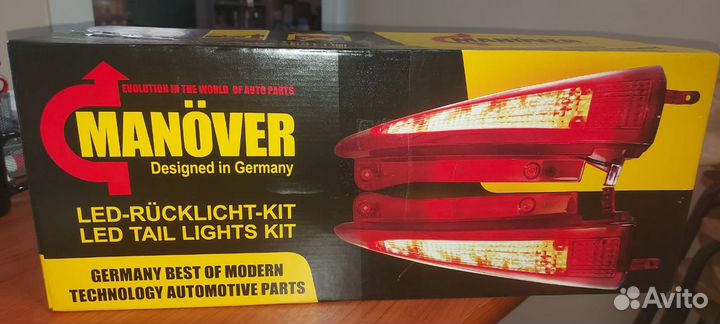 EVOLUTION IN THE WORLD OF AUTO PARTS
MANÖVER
Designed in Germany
LED-RÜCKLICHT-KIT
LED TAIL LIGHTS KIT
GERMANY BEST OF MODERN
TECHNOLOGY AUTOMOTIVE PARTS
Avito